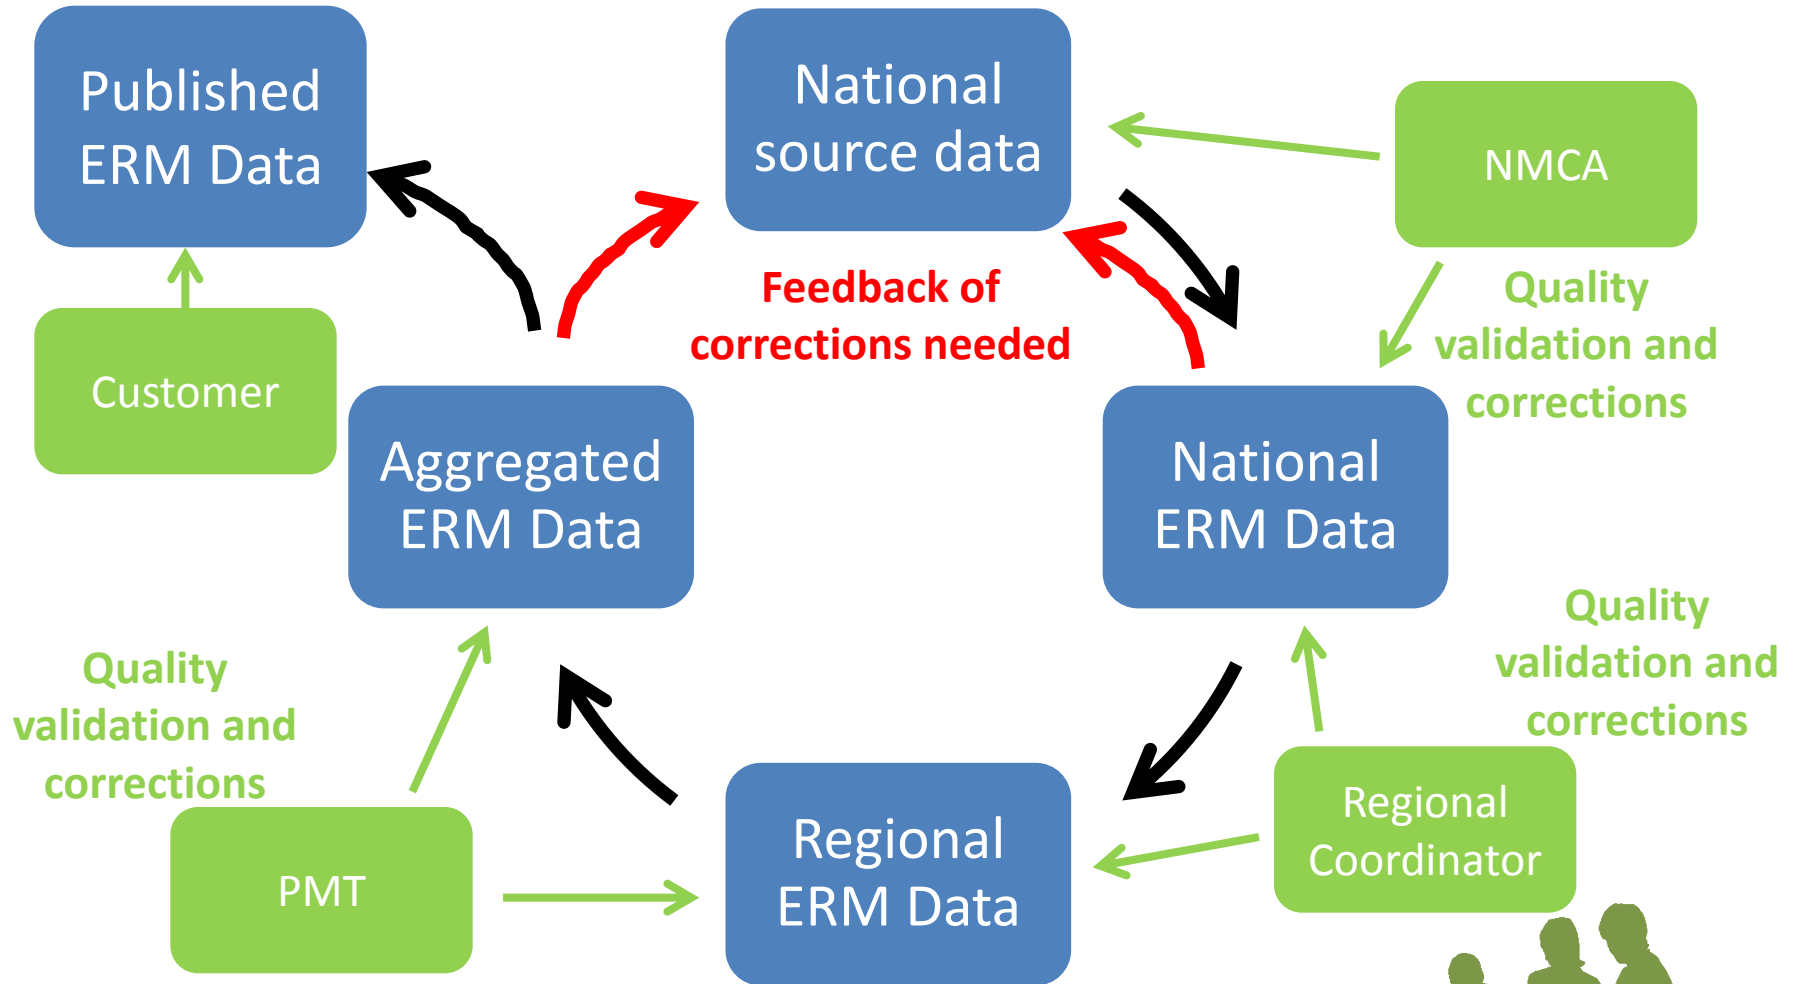 Published
ERM Data
National
source data
NMCA
Feedback of
corrections needed
Quality
validation and
corrections
Customer
Aggregated
ERM Data
National
ERM Data
Quality
validation and
corrections
Quality
validation and
corrections
Regional
Coordinator
PMT
Regional
ERM Data